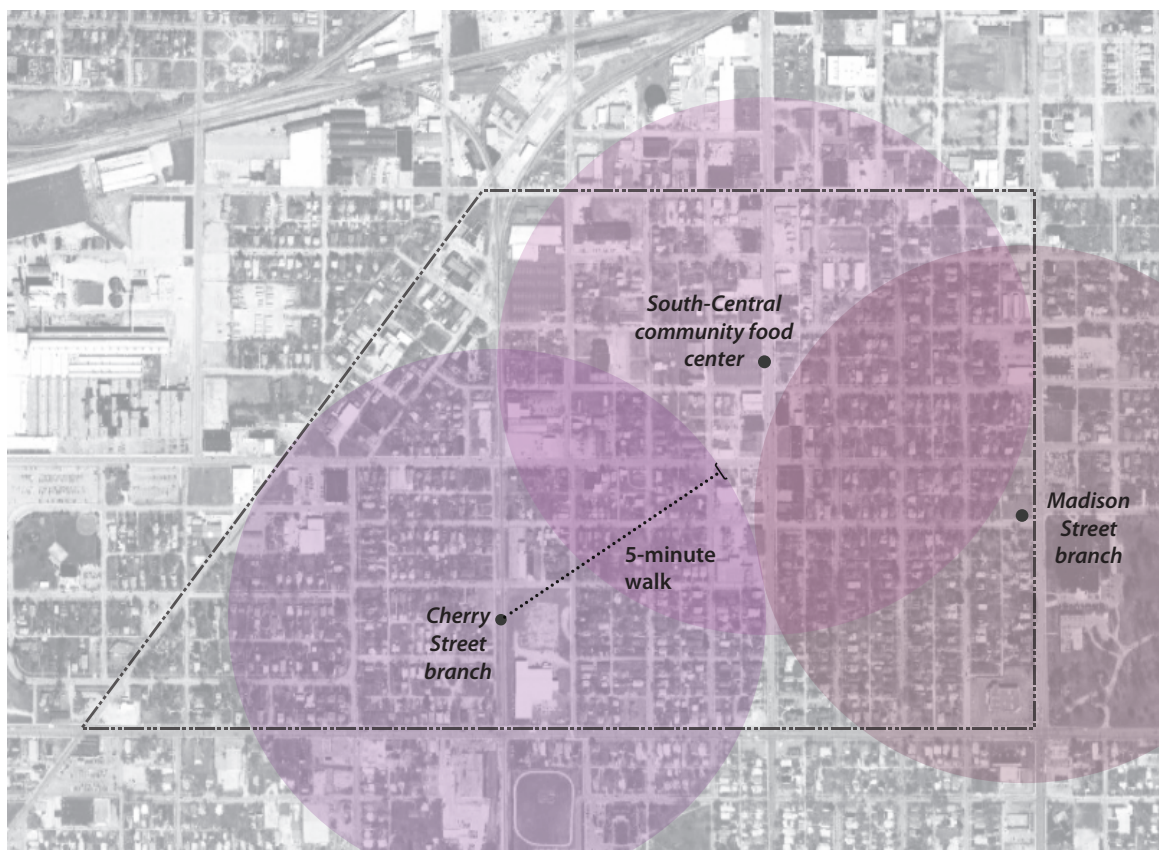 South-Central
community food
center
Madison
Street
branch
5-minute
walk
Cherry
Street
branch